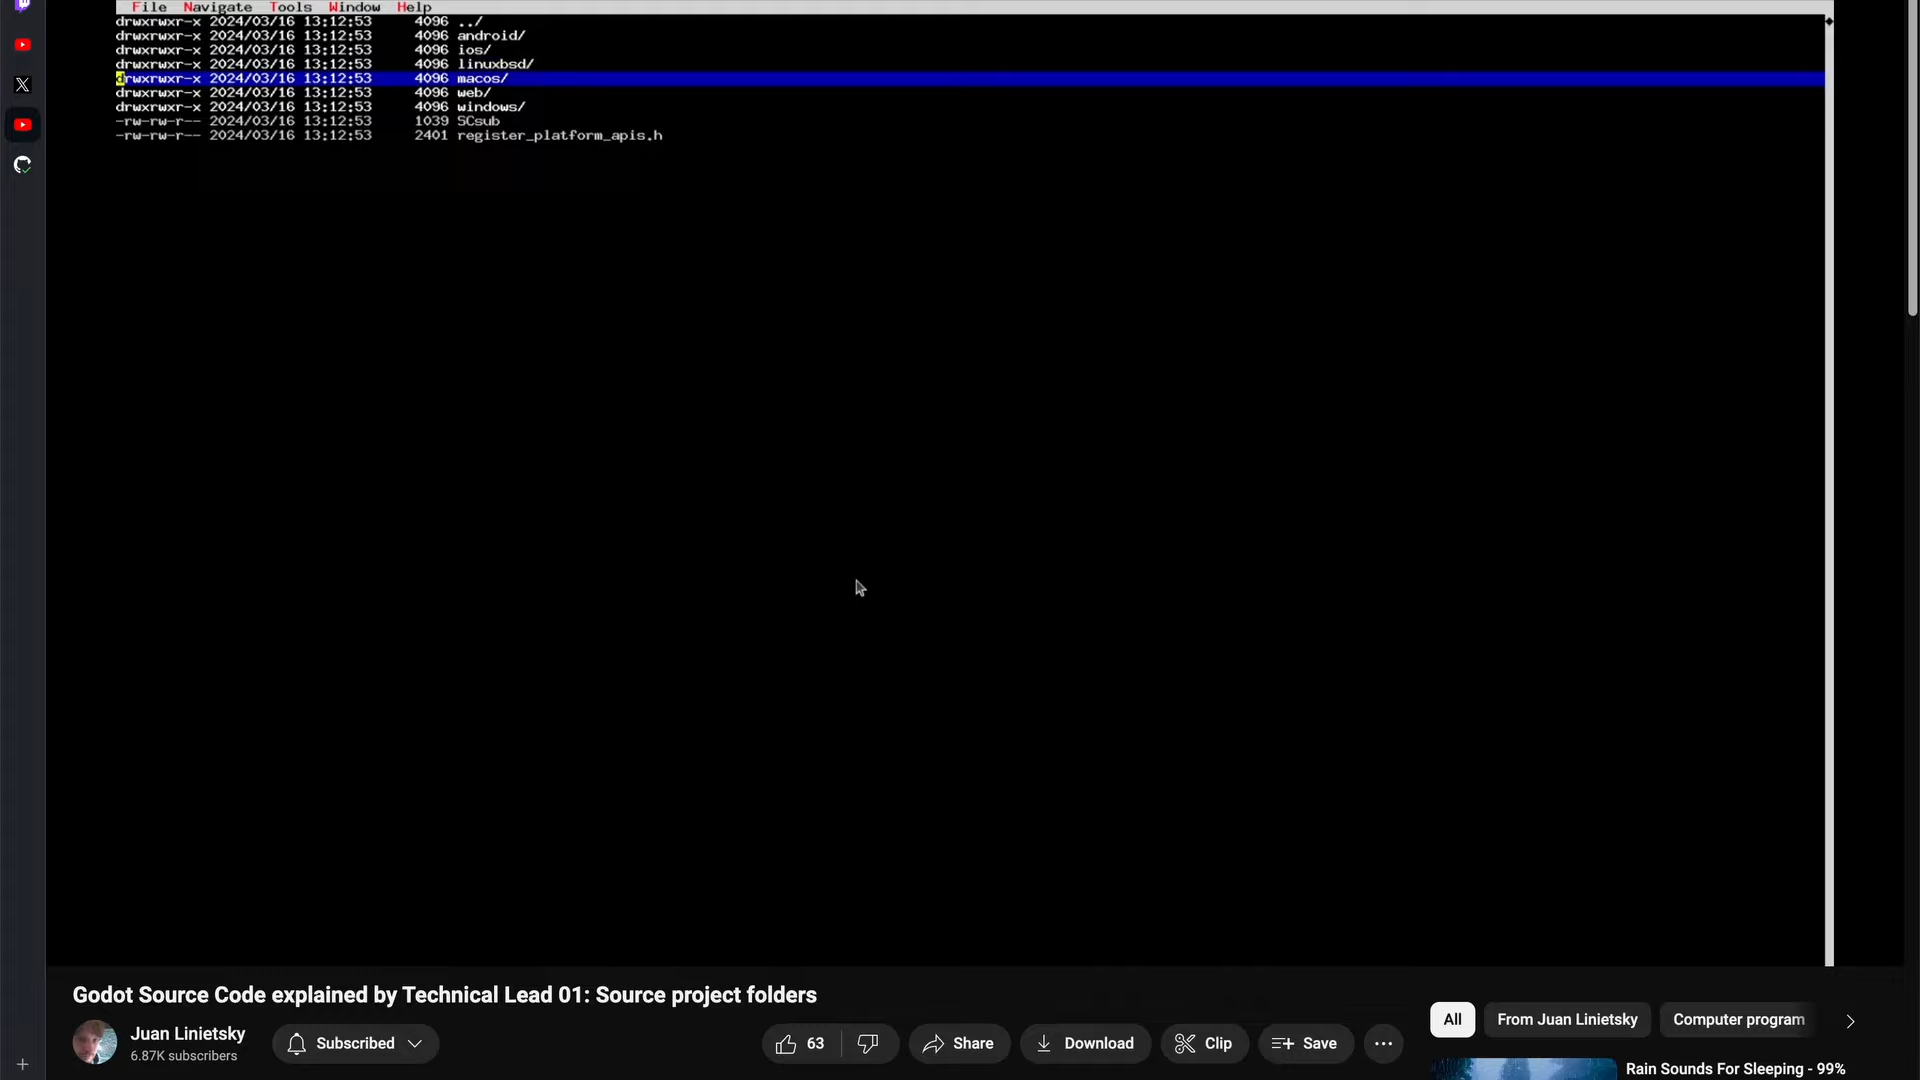 File Navigate Tools Window Help
drwxrwxr-x 2024/03/16 13:12:53 4096 ../
drwxrwxr-x 2024/03/16 13:12:53 4096 android/
drwxrwxr-x 2024/03/16 13:12:53 4096 ios/
drwxrwxr-x 2024/03/16 13:12:53 4096 linuxbsd/
drwxrwxr-x 2024/03/16 13:12:53 4096 macos/
drwxrwxr-x 2024/03/16 13:12:53 4096 web/
drwxrwxr-x 2024/03/16 13:12:53 4096 windows/
-rw-rw-r-- 2024/03/16 13:12:53 1039 SCsub
-rw-rw-r-- 2024/03/16 13:12:53 2401 register_platform_apis.h
Godot Source Code explained by Technical Lead 01: Source project folders
Juan Linietsky
6.87K subscribers
Subscribed
63
Share
Download
Clip
Save
All
From Juan Linietsky
Computer program
Rain Sounds For Sleeping - 99%